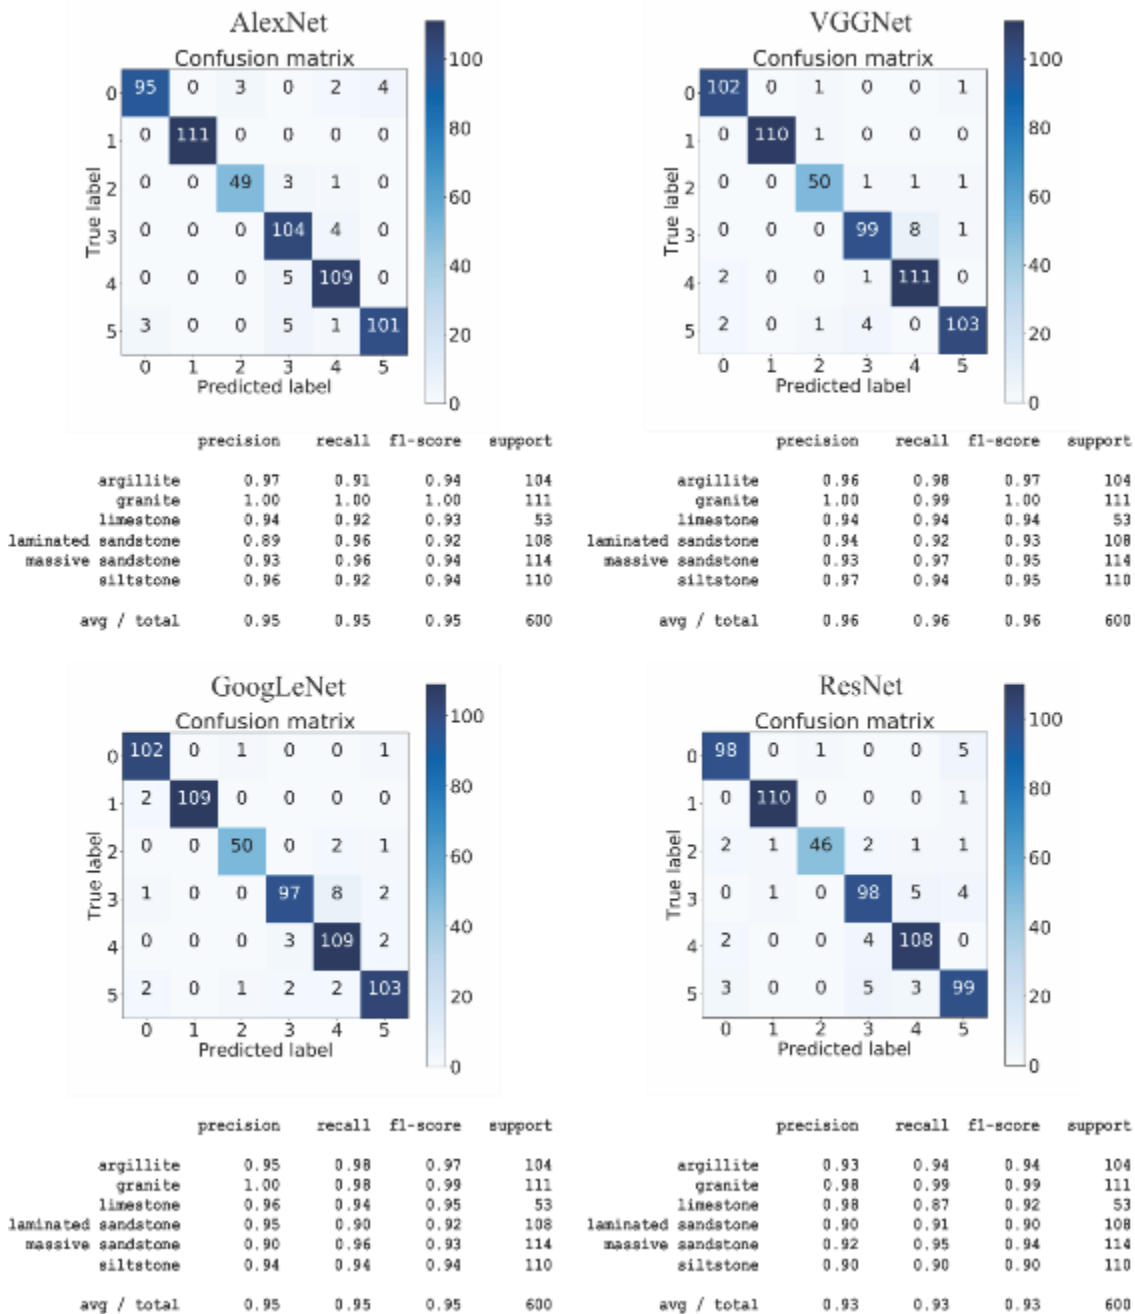 AlexNet
Confusion matrix
95 0 3 0 2 4
0 111 0 0 0 0
0 0 49 3 1 0
0 0 0 104 4 0
0 0 0 5 109 0
3 0 0 5 1 101
0 1 2 3 4 5
0 1 2 3 4 5
True label
Predicted label
100
80
60
40
20
0
precision recall f1-score support
argillite 0.97 0.91 0.94 104
granite 1.00 1.00 1.00 111
limestone 0.94 0.92 0.93 53
laminated sandstone 0.89 0.96 0.92 108
massive sandstone 0.93 0.96 0.94 114
siltstone 0.96 0.92 0.94 110
avg / total 0.95 0.95 0.95 600
VGGNet
Confusion matrix
102 0 1 0 0 1
0 110 1 0 0 0
0 0 50 1 1 1
0 0 0 99 8 1
2 0 0 1 111 0
2 0 1 4 0 103
0 1 2 3 4 5
0 1 2 3 4 5
True label
Predicted label
100
80
60
40
20
0
precision recall f1-score support
argillite 0.96 0.98 0.97 104
granite 1.00 0.99 1.00 111
limestone 0.94 0.94 0.94 53
laminated sandstone 0.94 0.92 0.93 108
massive sandstone 0.93 0.97 0.95 114
siltstone 0.97 0.94 0.95 110
avg / total 0.96 0.96 0.96 600
GoogLeNet
Confusion matrix
102 0 1 0 0 1
2 109 0 0 0 0
0 0 50 0 2 1
1 0 0 97 8 2
0 0 0 3 109 2
2 0 1 2 2 103
0 1 2 3 4 5
0 1 2 3 4 5
True label
Predicted label
100
80
60
40
20
0
precision recall f1-score support
argillite 0.95 0.98 0.97 104
granite 1.00 0.98 0.99 111
limestone 0.96 0.94 0.95 53
laminated sandstone 0.95 0.90 0.92 108
massive sandstone 0.90 0.96 0.93 114
siltstone 0.94 0.94 0.94 110
avg / total 0.95 0.95 0.95 600
ResNet
Confusion matrix
98 0 1 0 0 5
0 110 0 0 0 1
2 1 46 2 1 1
0 1 0 98 5 4
2 0 0 4 108 0
3 0 0 5 3 99
0 1 2 3 4 5
0 1 2 3 4 5
True label
Predicted label
100
80
60
40
20
0
precision recall f1-score support
argillite 0.93 0.94 0.94 104
granite 0.98 0.99 0.99 111
limestone 0.98 0.87 0.92 53
laminated sandstone 0.90 0.91 0.90 108
massive sandstone 0.92 0.95 0.94 114
siltstone 0.90 0.90 0.90 110
avg / total 0.93 0.93 0.93 600